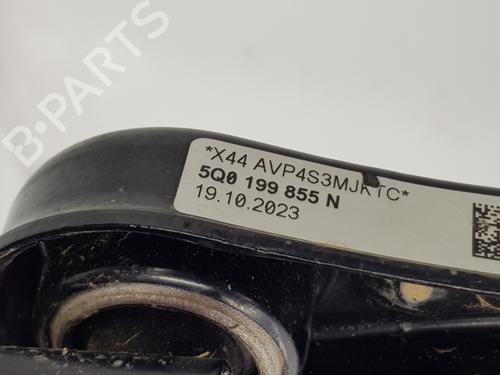 *X44 AVP4S3MJKTC*
5Q0 199 855 N
19.10.2023
B-PARTS